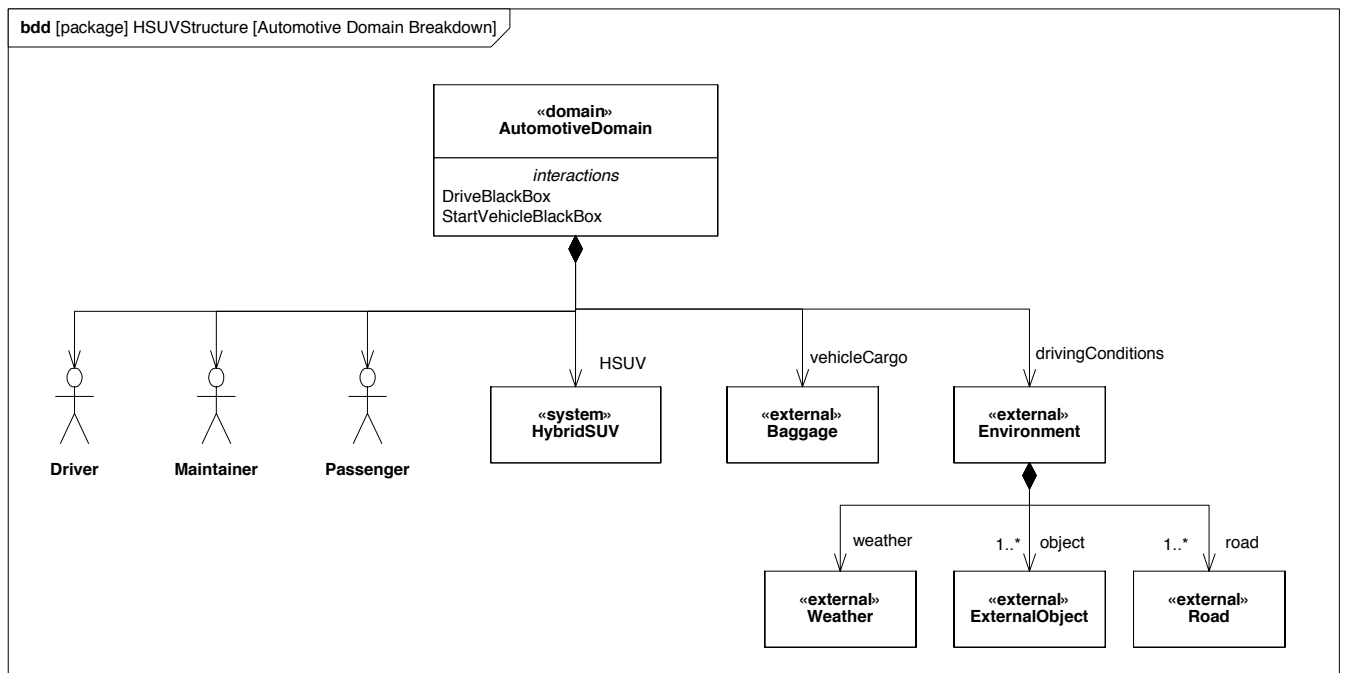 bdd [package] HSUVStructure [Automotive Domain Breakdown]
«domain»
AutomotiveDomain
interactions
DriveBlackBox
StartVehicleBlackBox
HSUV
vehicleCargo
drivingConditions
Driver
Maintainer
Passenger
«system»
HybridSUV
«external»
Baggage
«external»
Environment
weather
1..*
object
1..*
road
«external»
Weather
«external»
ExternalObject
«external»
Road